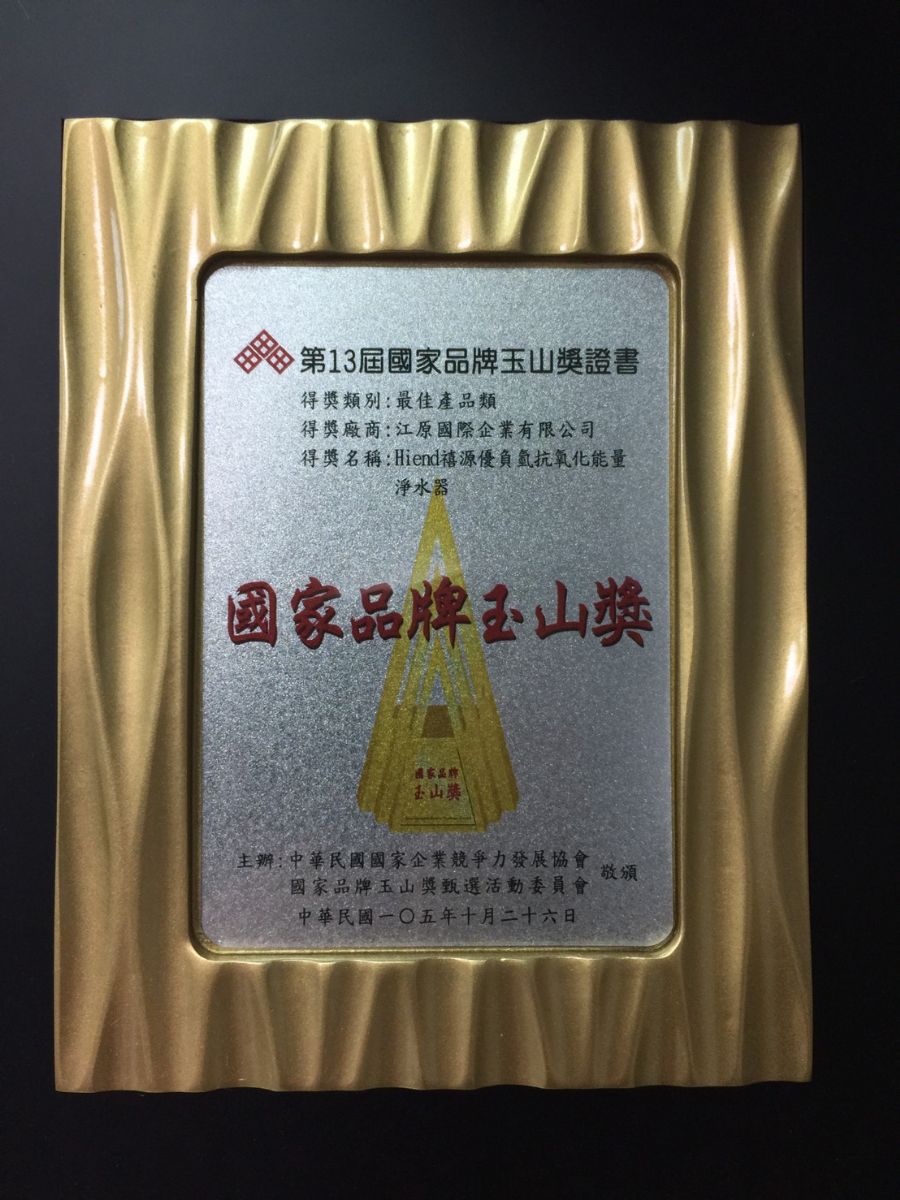 第13屆國家品牌玉山獎證書
得獎類別:最佳產品類
得獎廠商:江原國際企業有限公司
得獎名稱:Hiend禧源優負氫抗氧化能量
淨水器
國家品牌玉山獎
國家品牌
玉山獎
主辦:中華民國國家企業競爭力發展協會
國家品牌玉山獎甄選活動委員會
敬頒
中華民國一〇五年十月二十六日